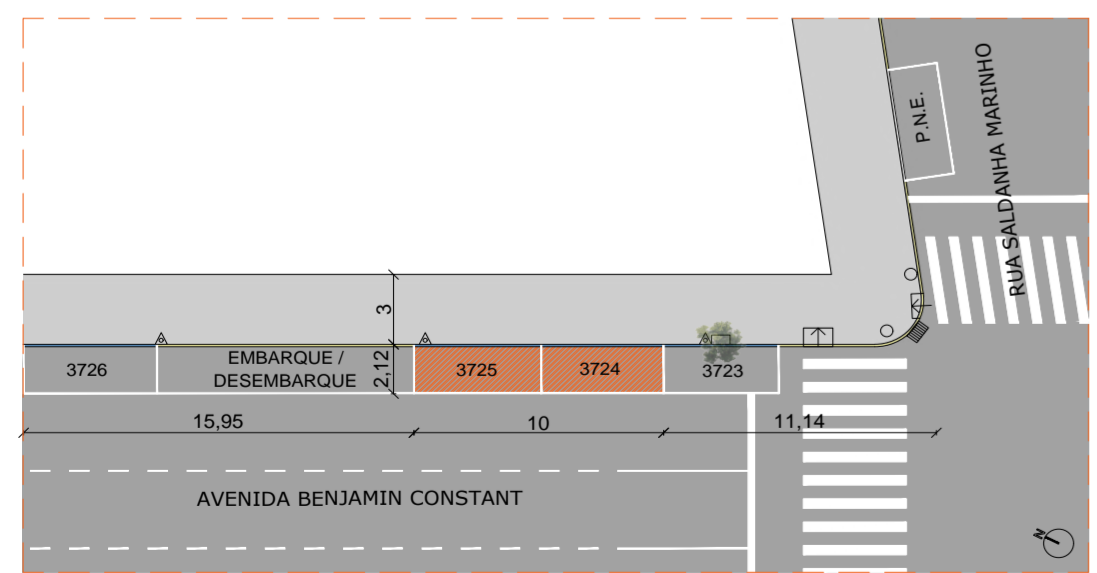 P.N.E.
RUA SALDANHA MARINHO
3
3726
EMBARQUE /
DESEMBARQUE
2,12
3725
3724
3723
15,95
10
11,14
AVENIDA BENJAMIN CONSTANT
N